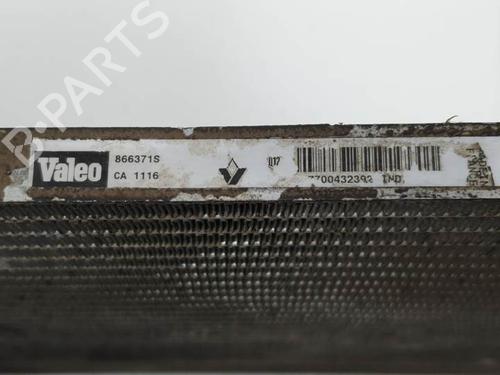 B-PARTS
Valeo
866371S
CA 1116
7700432392 IND.